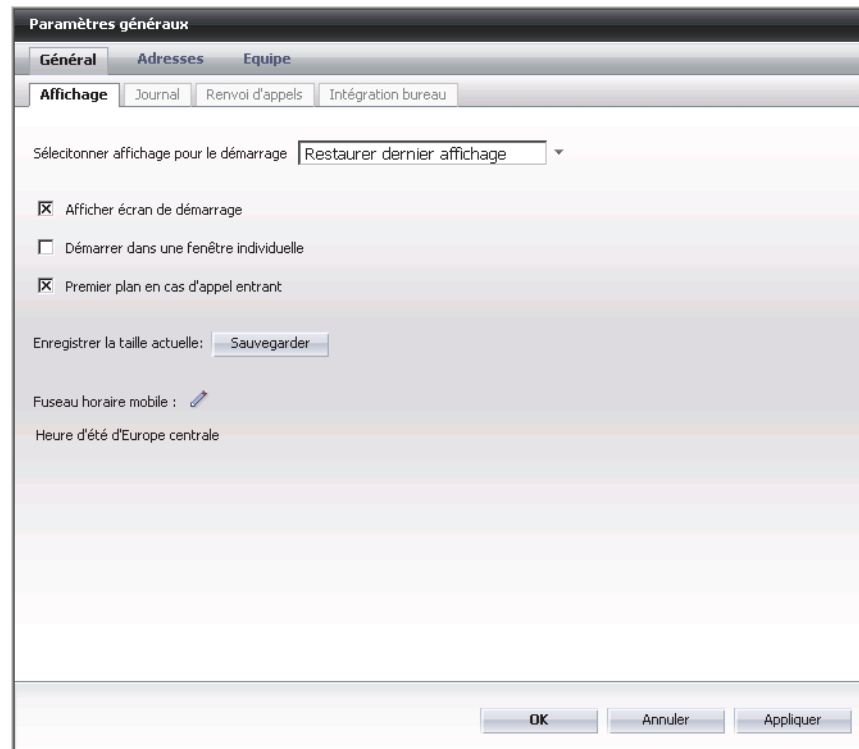 Paramètres généraux
Général Adresses Equipe
Affichage Journal Renvoi d'appels Intégration bureau
Sélecitonner affichage pour le démarrage Restaurer dernier affichage
Afficher écran de démarrage
Démarrer dans une fenêtre individuelle
Premier plan en cas d'appel entrant
Enregistrer la taille actuelle: Sauvegarder
Fuseau horaire mobile :
Heure d'été d'Europe centrale
OK Annuler Appliquer